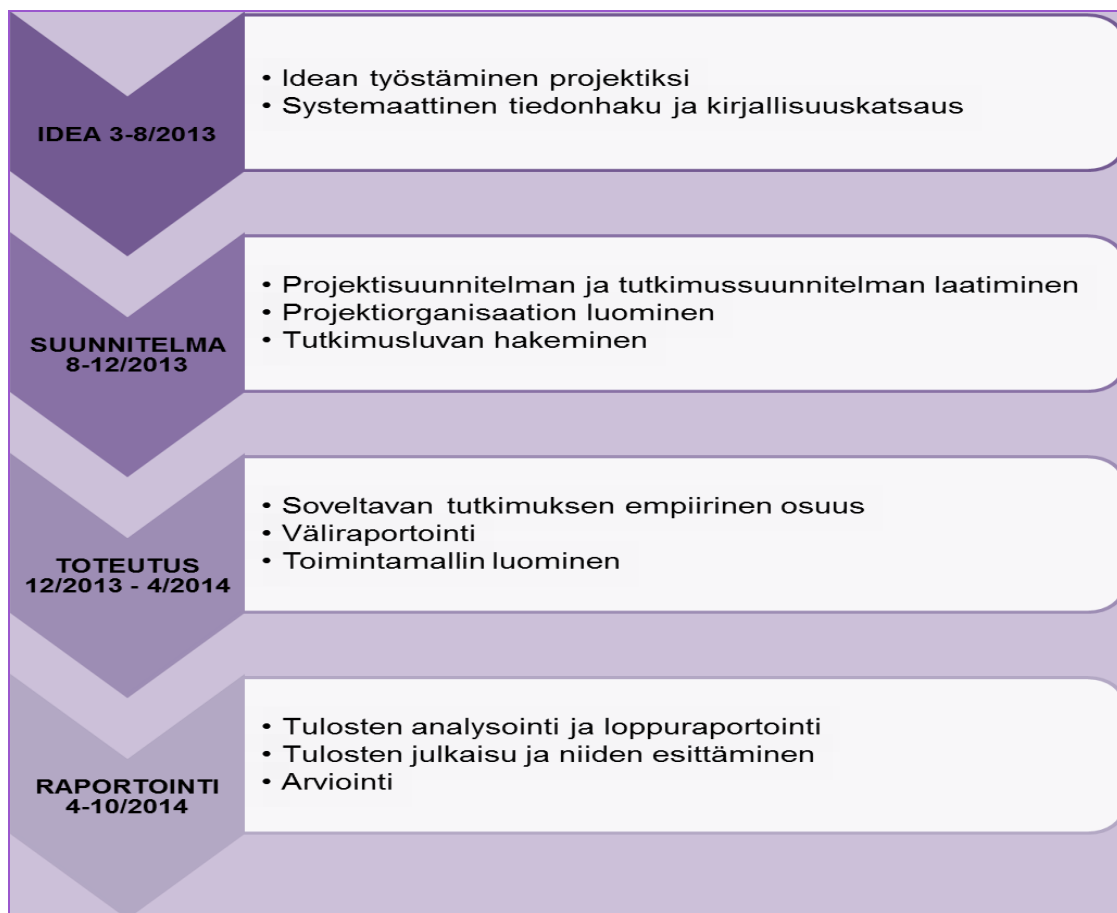 IDEA 3-8/2013
• Idean työstäminen projektiksi
• Systemaattinen tiedonhaku ja kirjallisuuskatsaus
SUUNNITELMA
8-12/2013
• Projektisuunnitelman ja tutkimussuunnitelman laatiminen
• Projektiorganisaation luominen
• Tutkimusluvan hakeminen
TOTEUTUS
12/2013 - 4/2014
• Soveltavan tutkimuksen empiirinen osuus
• Väliraportointi
• Toimintamallin luominen
RAPORTOINTI
4-10/2014
• Tulosten analysointi ja loppuraportointi
• Tulosten julkaisu ja niiden esittäminen
• Arviointi